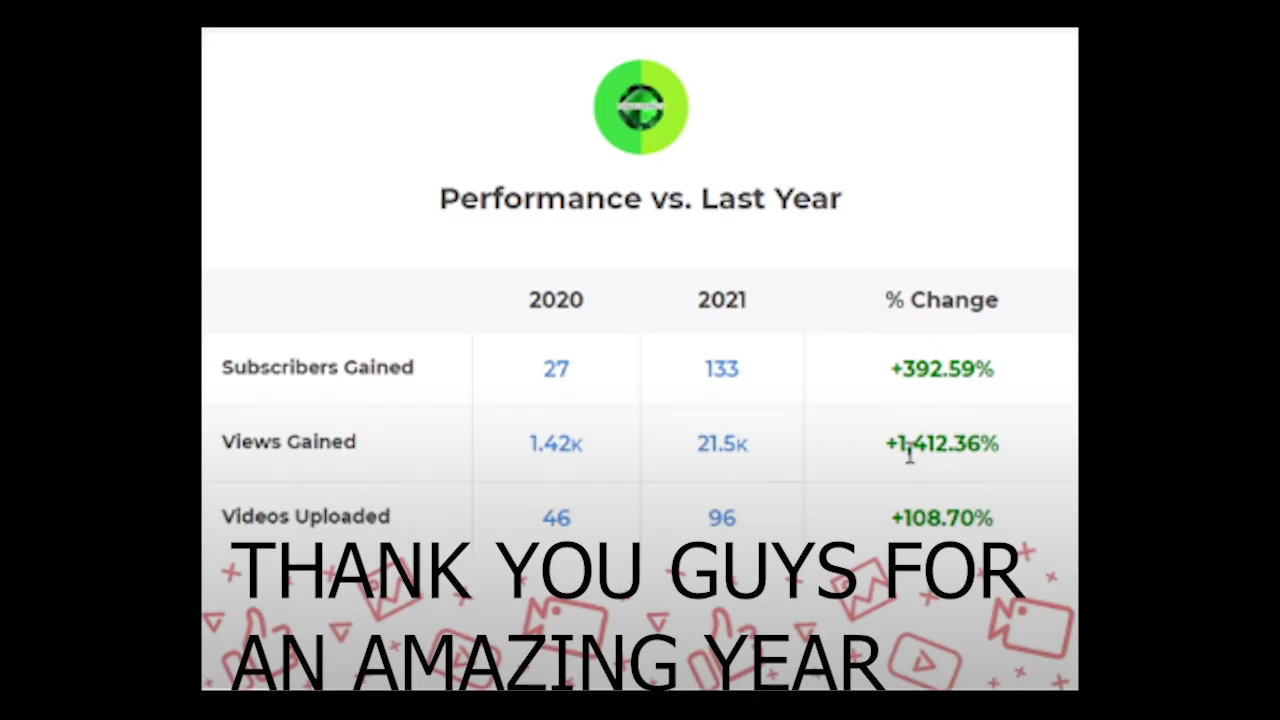 Performance vs. Last Year
2020 2021 % Change
Subscribers Gained 27 133 +392.59%
Views Gained 1.42K 21.5K +1,412.36%
Videos Uploaded 46 96 +108.70%
THANK YOU GUYS FOR
AN AMAZING YEAR